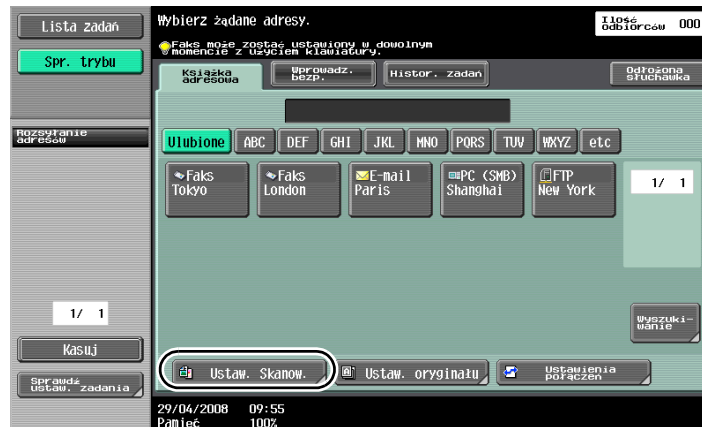 Lista zadań
Wybierz żądane adresy.
Ilość
odbiorców 000
Faks może zostać ustawiony w dowolnym
momencie z użyciem klawiatury.
Spr. trybu
Książka
adresowa
Wprowadz.
bezp.
Histor. zadań
Odłożona
słuchawka
Rozsyłanie
adresów
Ulubione ABC DEF GHI JKL MNO PQRS TUV WXYZ etc
Faks
Tokyo
Faks
London
E-mail
Paris
PC (SMB)
Shanghai
FTP
New York
1/ 1
1/ 1
Wyszuki-
wanie
Kasuj
Ustaw. Skanow.
Ustaw. oryginału
Ustawienia
połączeń
Sprawdź
ustaw. zadania
29/04/2008 09:55
Pamięć 100%